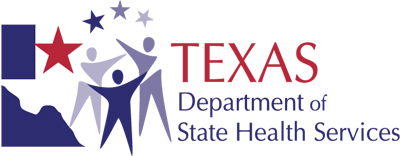 TEXAS
Department of
State Health Services